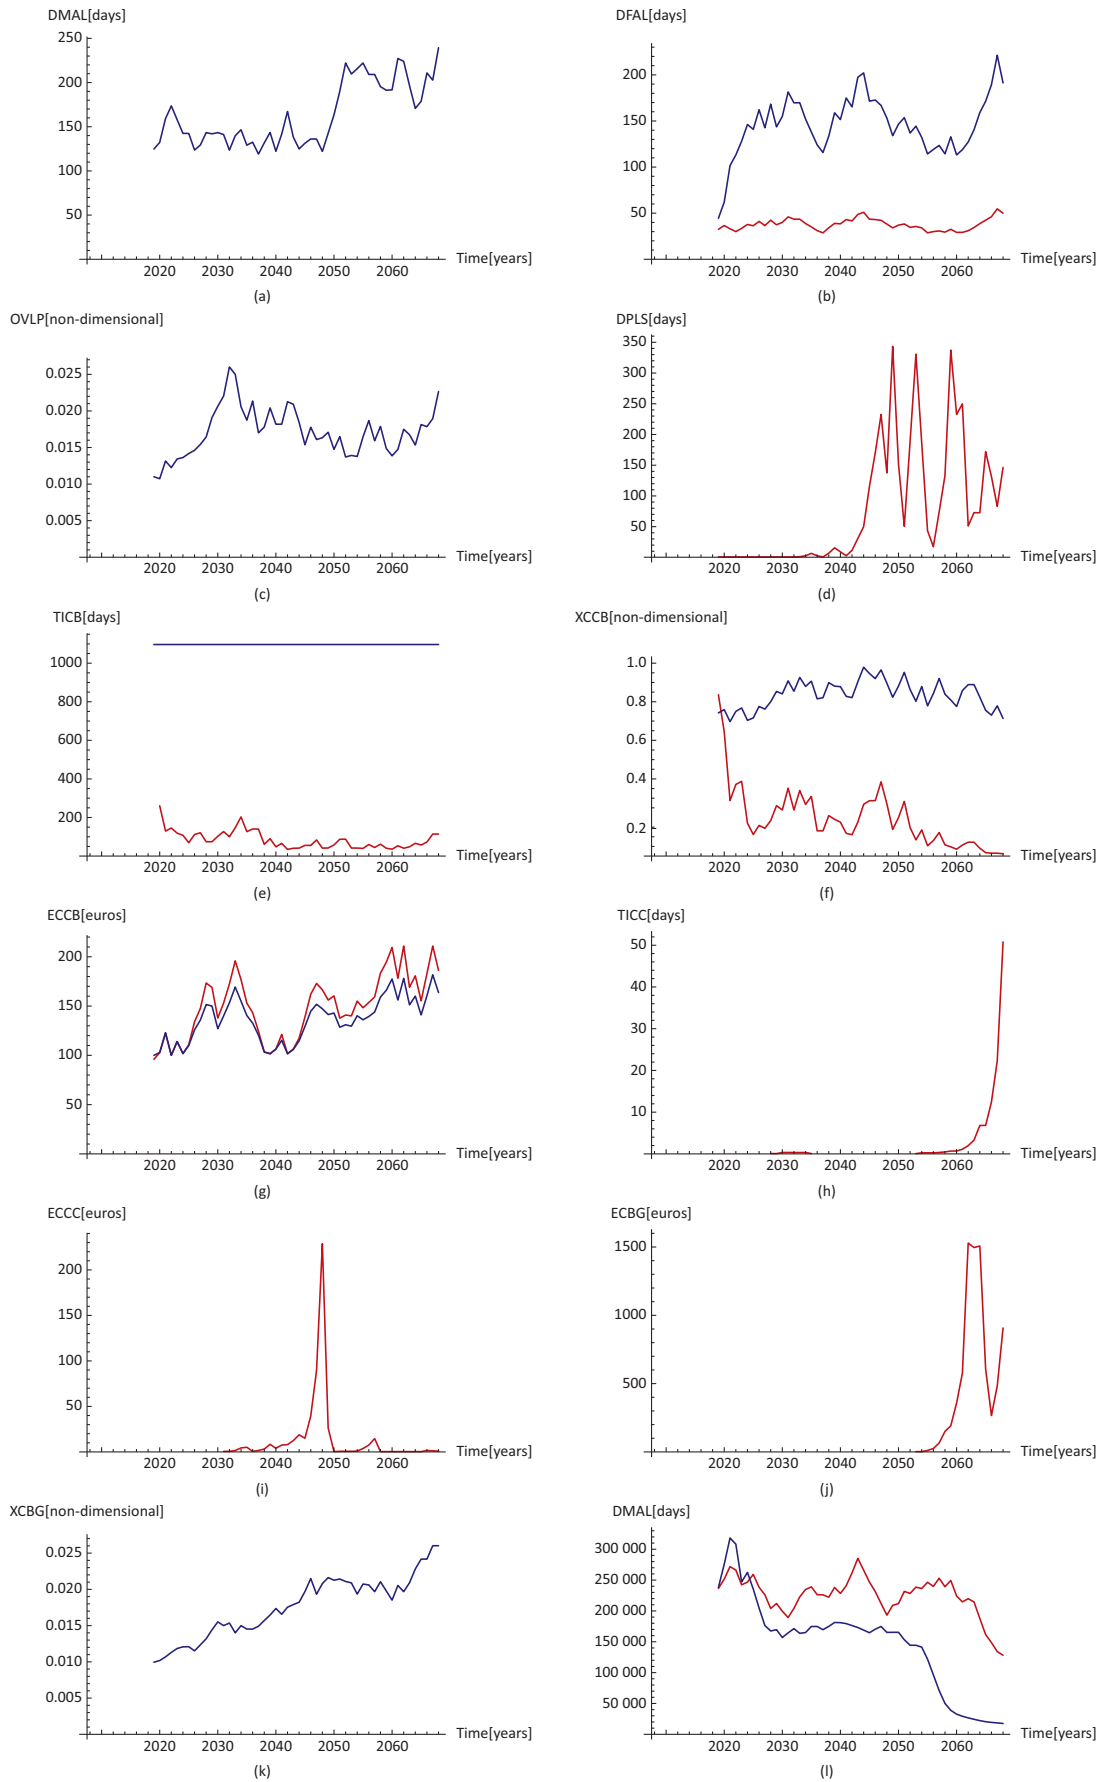 DMAL[days]
250
200
150
100
50
2020 2030 2040 2050 2060
Time[years]
(a)
DFAL[days]
200
150
100
50
2020 2030 2040 2050 2060
Time[years]
(b)
OVLP[non-dimensional]
0.025
0.020
0.015
0.010
0.005
2020 2030 2040 2050 2060
Time[years]
(c)
DPLS[days]
350
300
250
200
150
100
50
2020 2030 2040 2050 2060
Time[years]
(d)
TICB[days]
1000
800
600
400
200
2020 2030 2040 2050 2060
Time[years]
(e)
XCCB[non-dimensional]
1.0
0.8
0.6
0.4
0.2
2020 2030 2040 2050 2060
Time[years]
(f)
ECCB[euros]
200
150
100
50
2020 2030 2040 2050 2060
Time[years]
(g)
TICC[days]
50
40
30
20
10
2020 2030 2040 2050 2060
Time[years]
(h)
ECCC[euros]
200
150
100
50
2020 2030 2040 2050 2060
Time[years]
(i)
ECBG[euros]
1500
1000
500
2020 2030 2040 2050 2060
Time[years]
(j)
XCBG[non-dimensional]
0.025
0.020
0.015
0.010
0.005
2020 2030 2040 2050 2060
Time[years]
(k)
DMAL[days]
300 000
250 000
200 000
150 000
100 000
50 000
2020 2030 2040 2050 2060
Time[years]
(l)